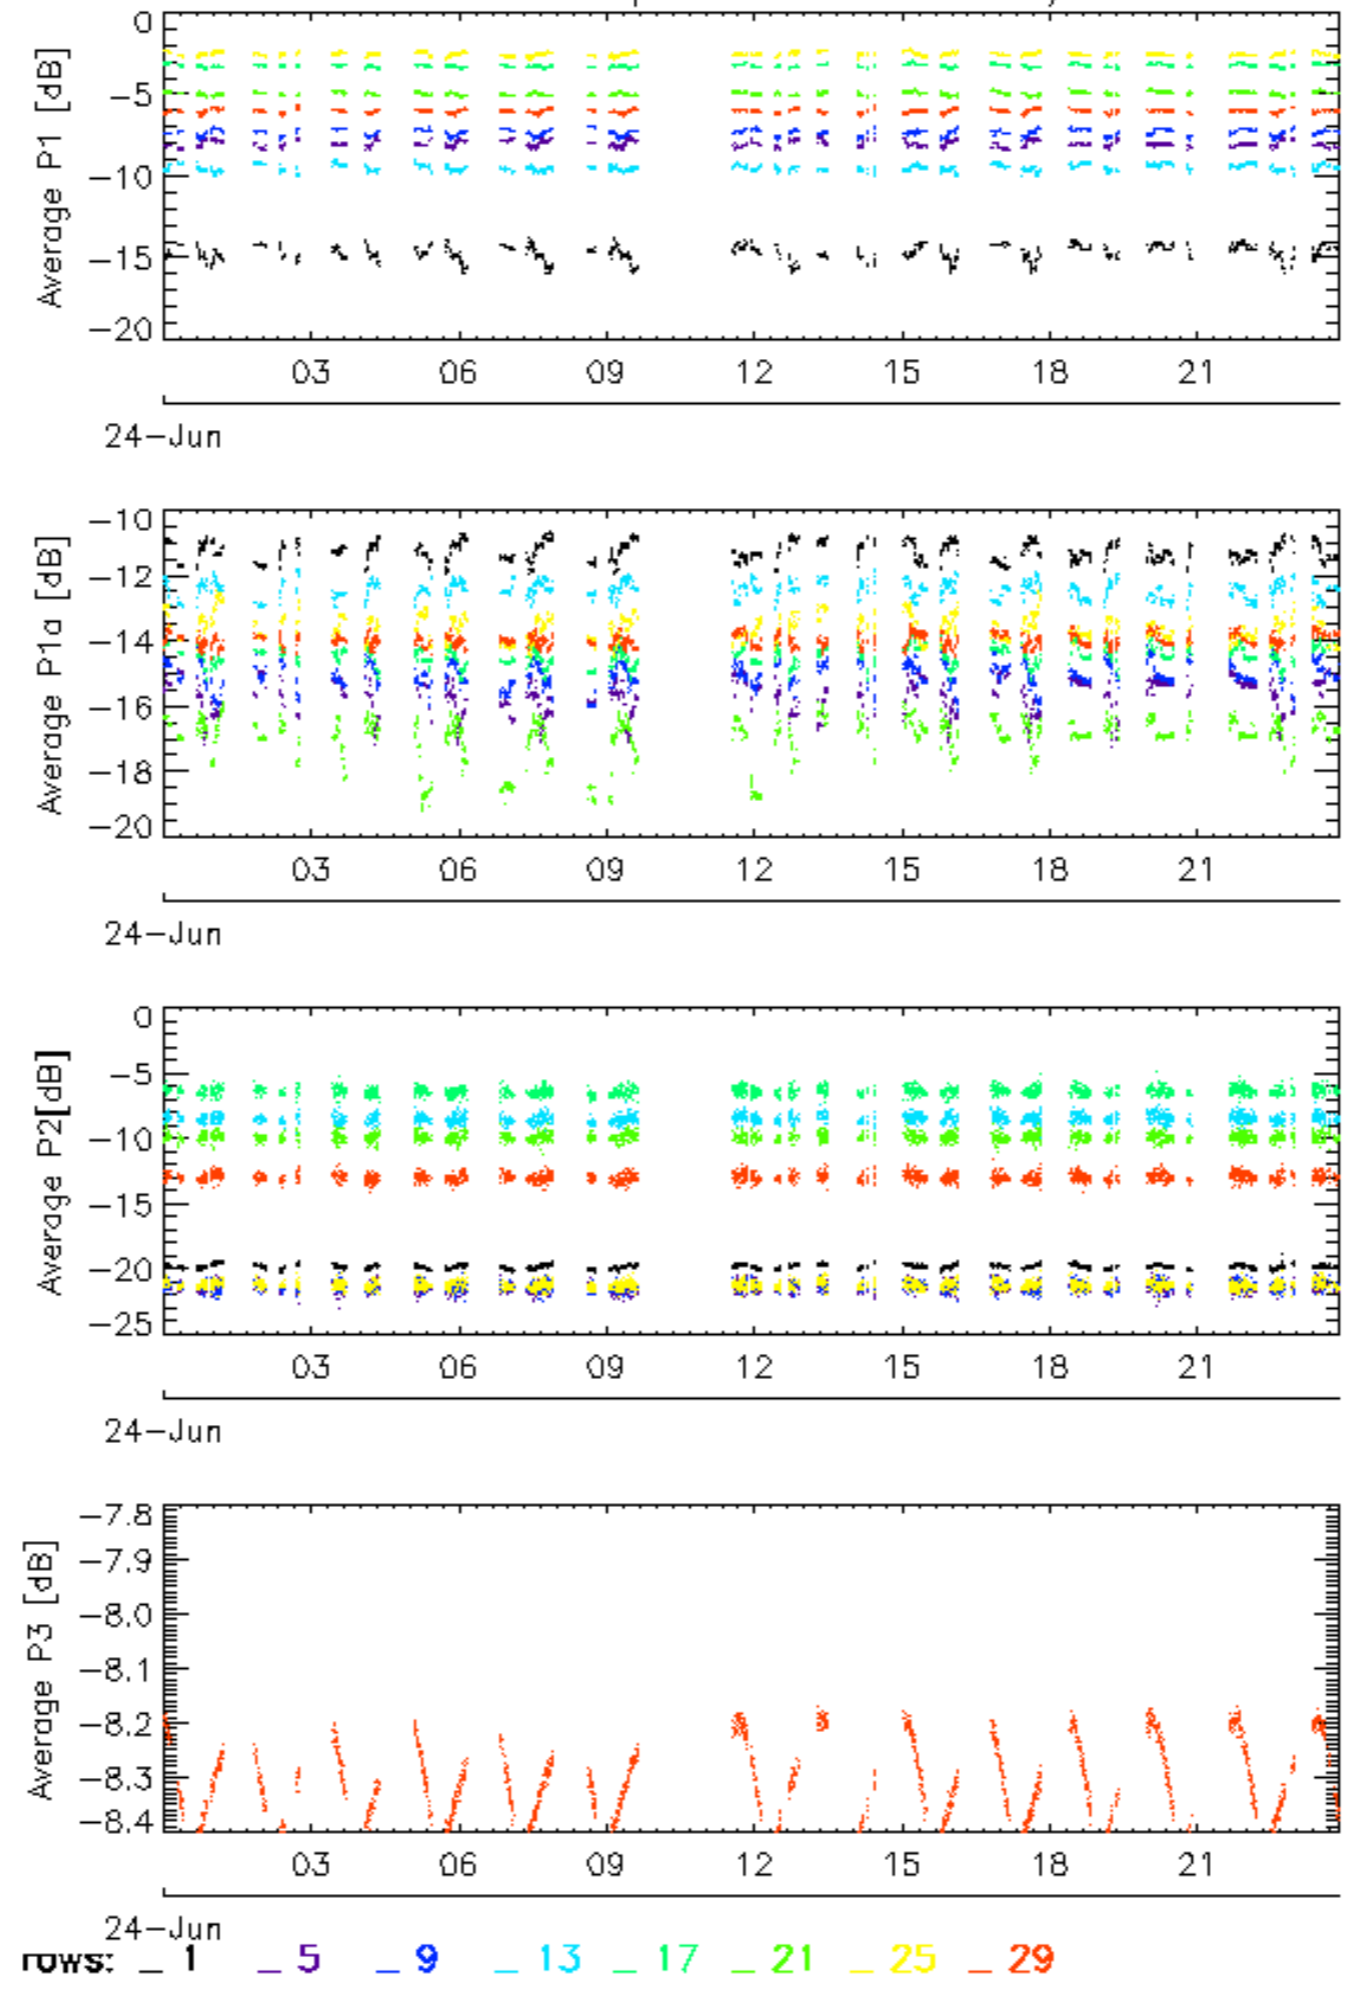 0
-5
-10
-15
-20
Average P1 [dB]
03 06 09 12 15 18 21
24-Jun
-10
-12
-14
-16
-18
-20
Average P1a [dB]
03 06 09 12 15 18 21
24-Jun
0
-5
-10
-15
-20
-25
Average P2[dB]
03 06 09 12 15 18 21
24-Jun
-7.8
-7.9
-8.0
-8.1
-8.2
-8.3
-8.4
Average P3 [dB]
03 06 09 12 15 18 21
24-Jun
rows: _ 1 _ 5 _ 9 _ 13 _ 17 _ 21 _ 25 _ 29